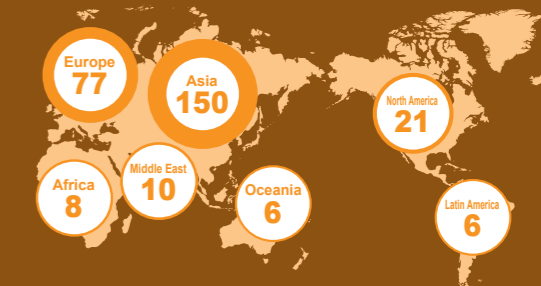 Europe
77
Asia
150
North America
21
Africa
8
Middle East
10
Oceania
6
Latin America
6